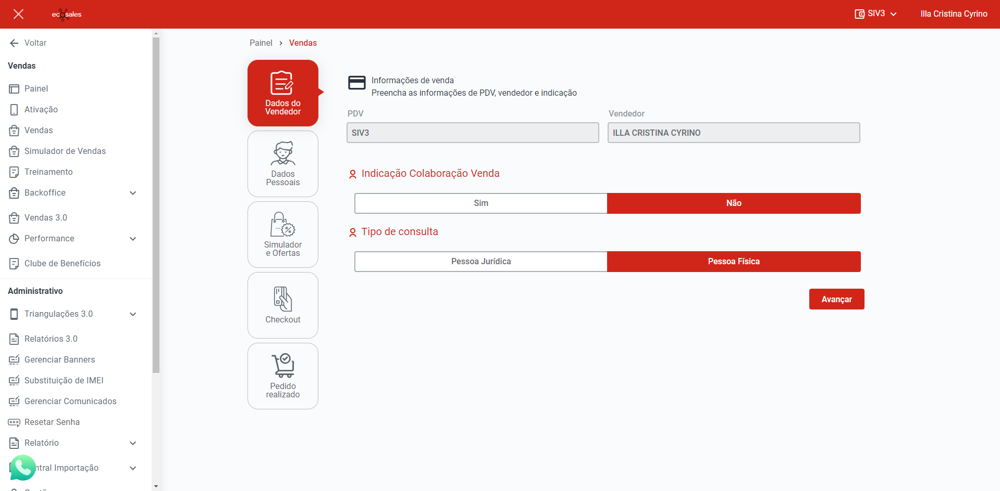 ecosales
SIV3
Illa Cristina Cyrino
Voltar
Vendas
Painel
Ativação
Vendas
Simulador de Vendas
Treinamento
Backoffice
Vendas 3.0
Performance
Clube de Benefícios
Administrativo
Triangulações 3.0
Relatórios 3.0
Gerenciar Banners
Substituição de IMEI
Gerenciar Comunicados
Resetar Senha
Relatório
Importação
Painel > Vendas
Dados do
Vendedor
Dados
Pessoais
Simulador
e Ofertas
Checkout
Pedido
realizado
Informações de venda
Preencha as informações de PDV, vendedor e indicação
PDV
SIV3
Vendedor
ILLA CRISTINA CYRINO
Indicação Colaboração Venda
Sim
Não
Tipo de consulta
Pessoa Jurídica
Pessoa Física
Avançar